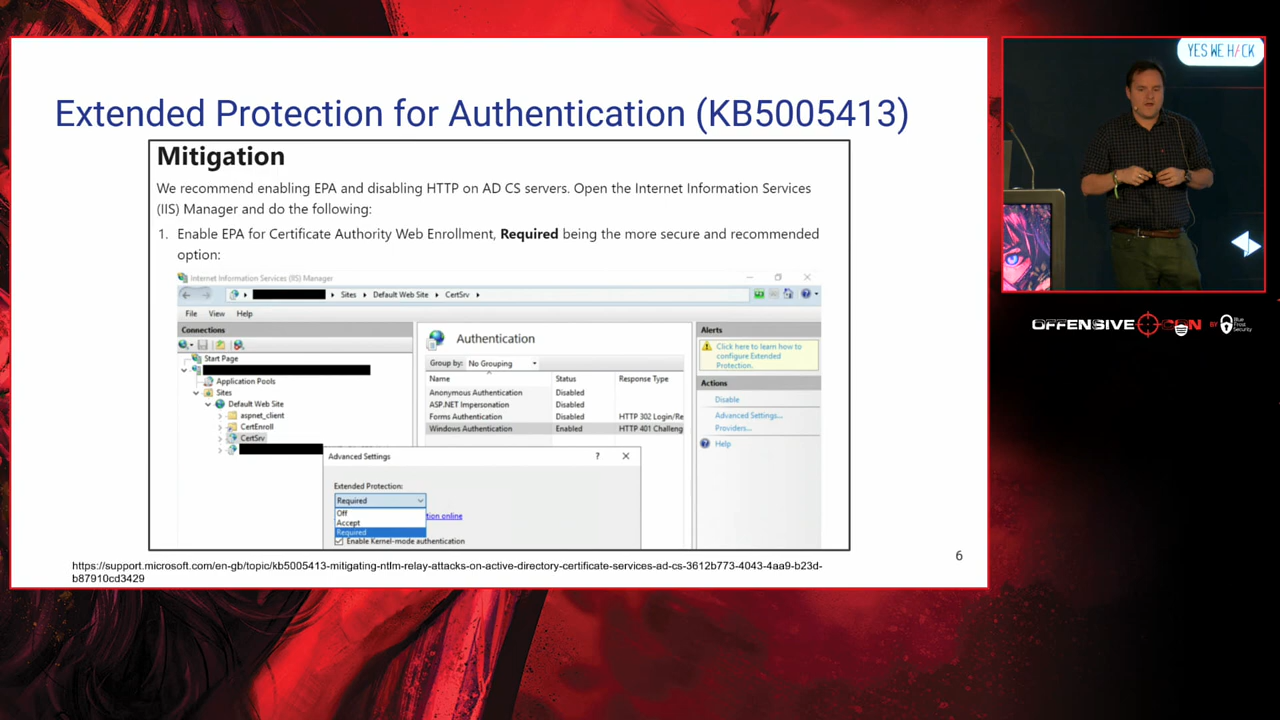 Extended Protection for Authentication (KB5005413)
Mitigation
We recommend enabling EPA and disabling HTTP on AD CS servers. Open the Internet Information Services
(IIS) Manager and do the following:
1. Enable EPA for Certificate Authority Web Enrollment, Required being the more secure and recommended
option:
Internet Information Services (IIS) Manager
Sites Default Web Site CertSrv
File View Help
Connections
Start Page
Application Pools
Sites
Default Web Site
aspnet_client
CertEnroll
CertSrv
Authentication
Group by: No Grouping
Name Status Response Type
Anonymous Authentication Disabled
ASP.NET Impersonation Disabled
Forms Authentication Disabled HTTP 302 Login/Re
Windows Authentication Enabled HTTP 401 Challeng
Alerts
Click here to learn how to
configure Extended
Protection.
Actions
Disable
Advanced Settings...
Providers...
Help
Advanced Settings ?
Extended Protection:
Required
Off
Accept
Required
tion online
Enable Kernel-mode authentication
https://support.microsoft.com/en-gb/topic/kb5005413-mitigating-ntlm-relay-attacks-on-active-directory-certificate-services-ad-cs-3612b773-4043-4aa9-b23d-
b87910cd3429
6
YES WE H/CK
OFFENSIVE CON BY Blue
Frost
Security